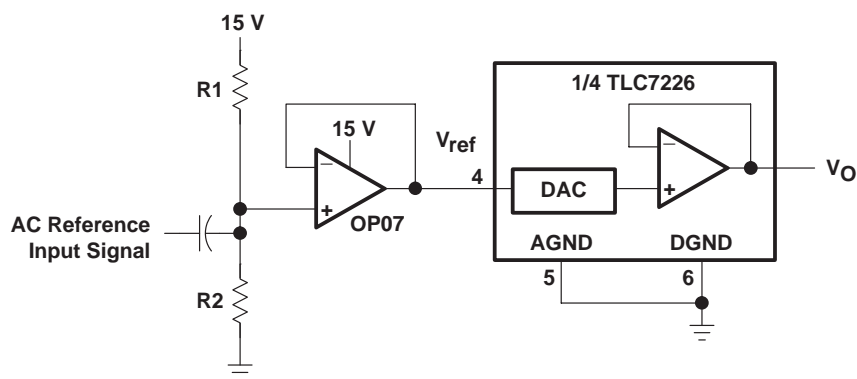 15 V
1/4 TLC7226
R1
15 V
Vref
4
DAC
VO
−
+
−
+
OP07
AC Reference
Input Signal
AGND
DGND
5
6
R2